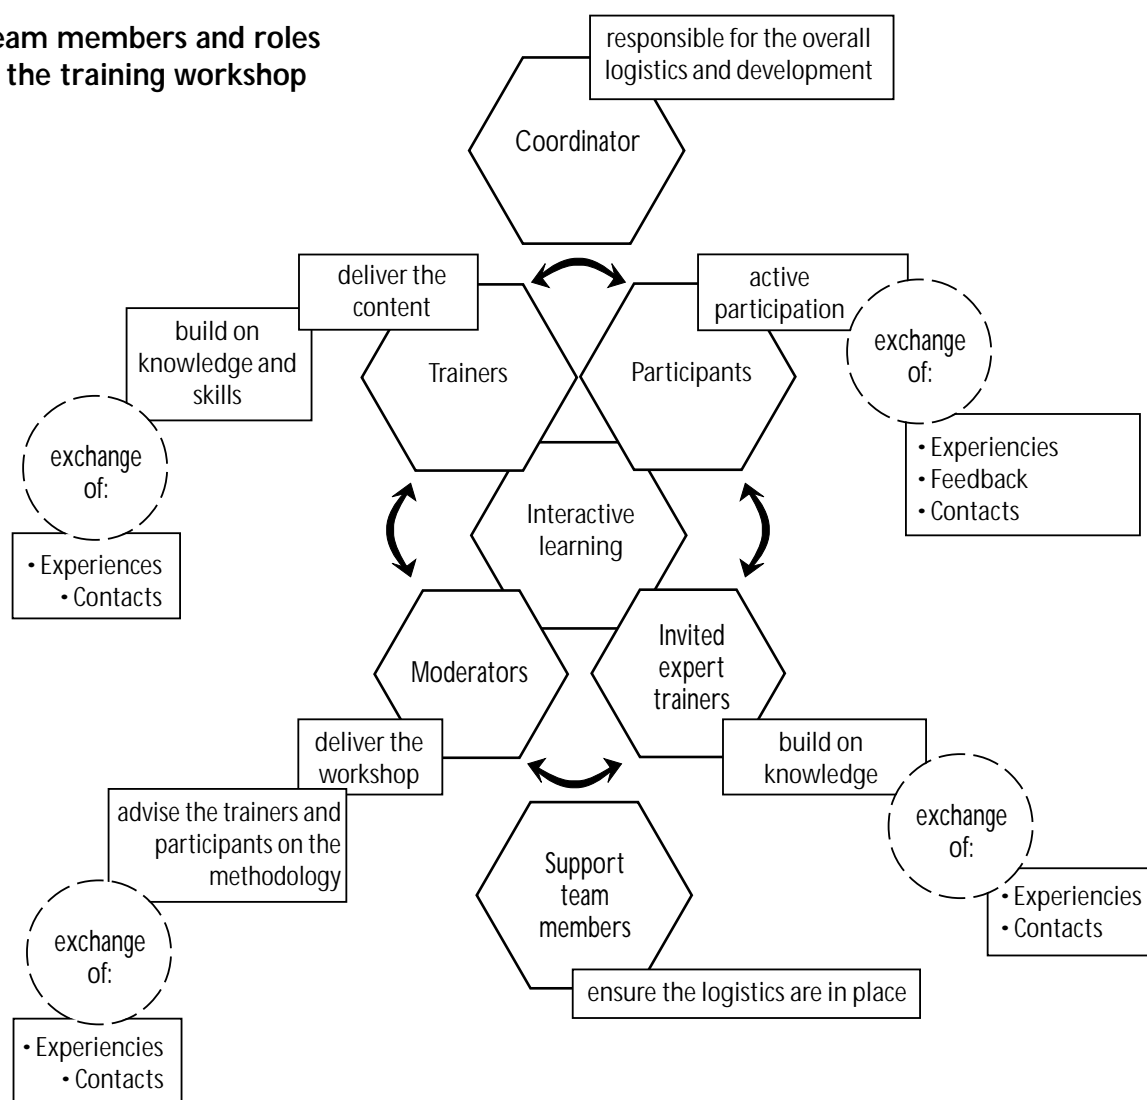 eam members and roles
the training workshop
responsible for the overall
logistics and development
Coordinator
deliver the
content
build on
knowledge and
skills
Trainers
exchange
of:
• Experiences
• Contacts
active
participation
Participants
exchange
of:
• Experiencies
• Feedback
• Contacts
Interactive
learning
Moderators
deliver the
workshop
advise the trainers and
participants on the
methodology
exchange
of:
• Experiencies
• Contacts
Invited
expert
trainers
build on
knowledge
exchange
of:
• Experiencies
• Contacts
Support
team
members
ensure the logistics are in place